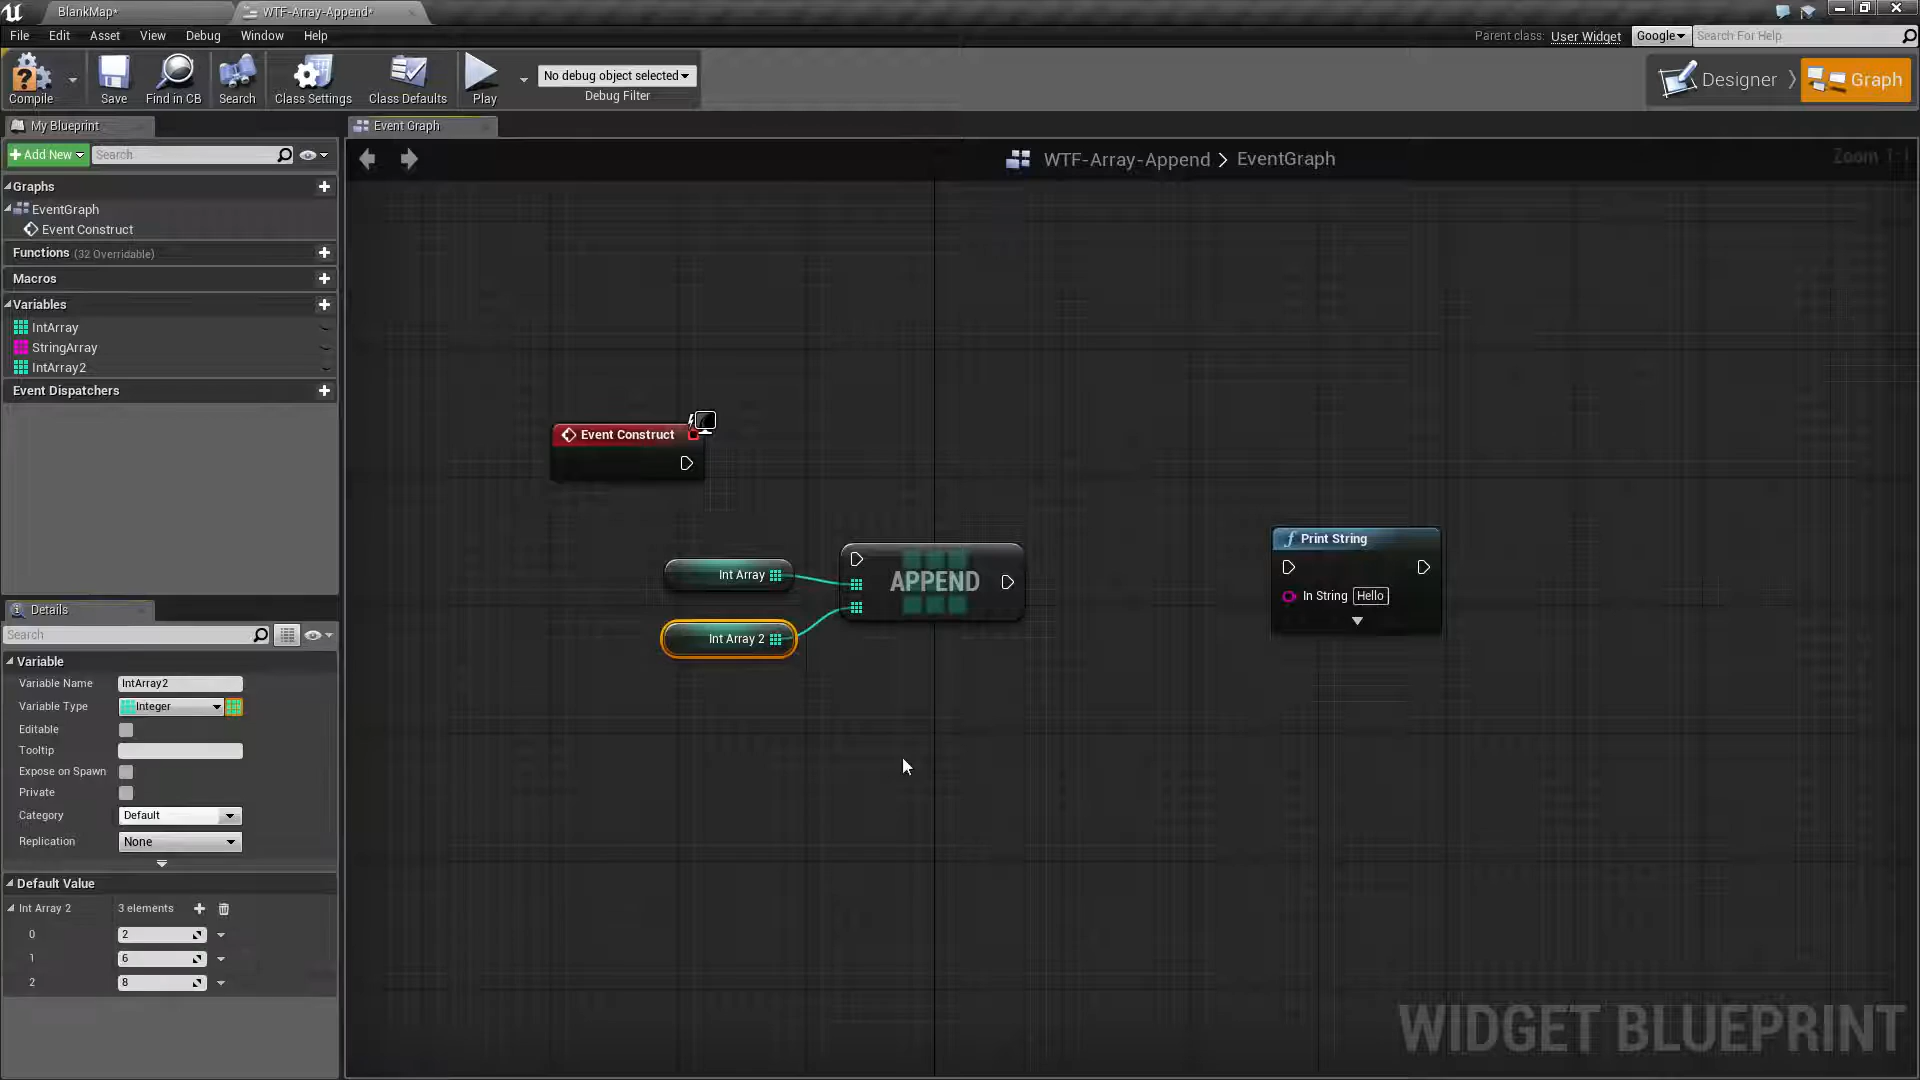 BlankMap*
WTF-Array-Append*
File Edit Asset View Debug Window Help
Parent class: User Widget Google Search For Help
Compile Save Find in CB Search Class Settings Class Defaults Play
No debug object selected
Debug Filter
Designer Graph
My Blueprint
Event Graph
Add New Search
WTF-Array-Append > EventGraph
Zoom 1:1
Graphs
EventGraph
Event Construct
Functions (32 Overridable)
Macros
Variables
IntArray
StringArray
IntArray2
Event Dispatchers
Event Construct
Int Array
Int Array 2
APPEND
Print String
In String Hello
Details
Search
Variable
Variable Name IntArray2
Variable Type Integer
Editable
Tooltip
Expose on Spawn
Private
Category Default
Replication None
Default Value
Int Array 2 3 elements
0 2
1 6
2 8
WIDGET BLUEPRINT